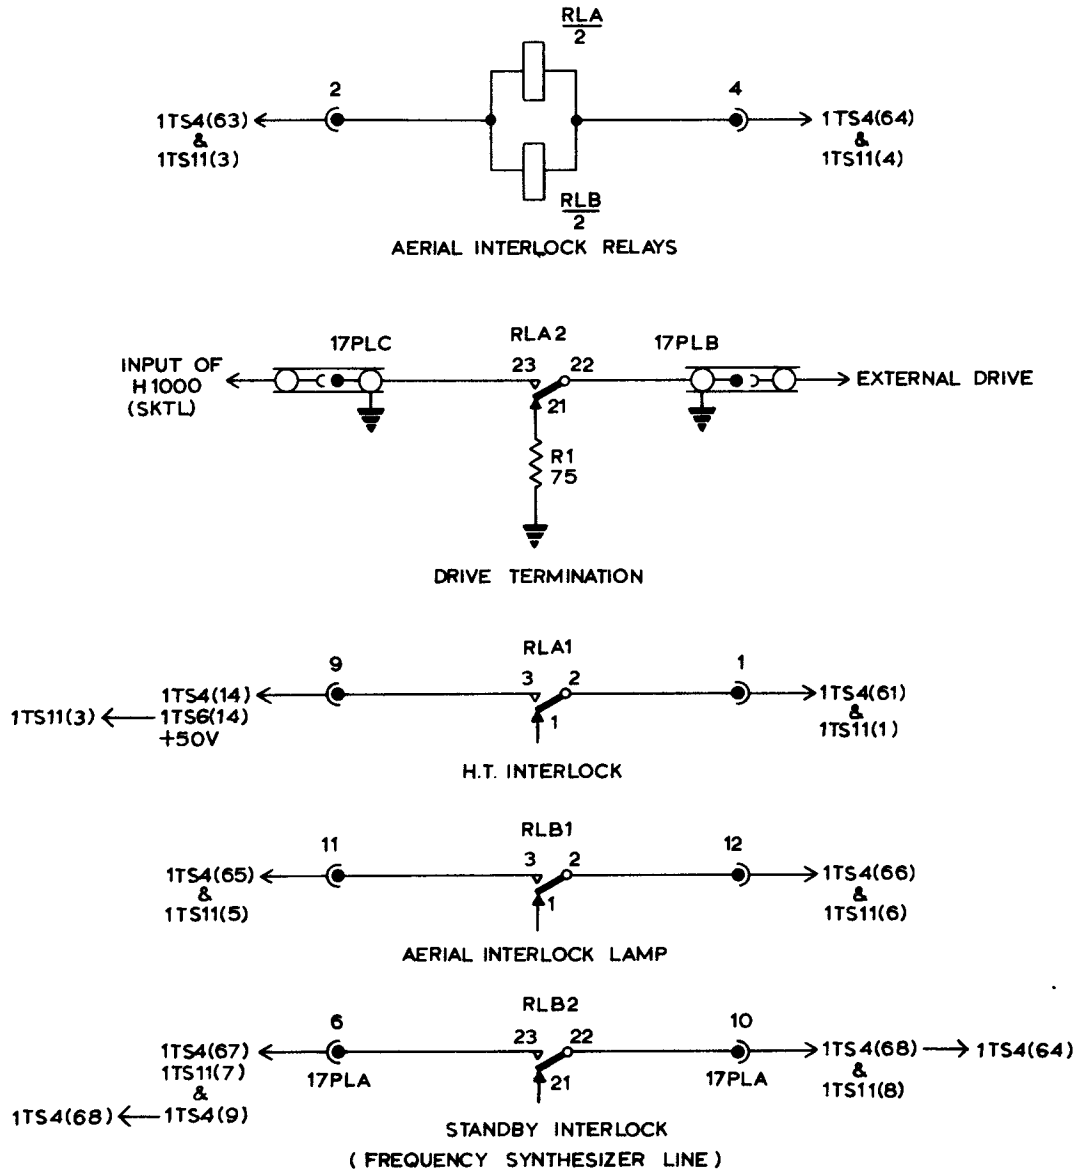 RLA
2
2
4
1TS4(63)
&
1TS11(3)
1TS4(64)
&
1TS11(4)
RLB
2
AERIAL INTERLOCK RELAYS
RLA2
17PLC
17PLB
INPUT OF
H1000
(SKTL)
23
22
EXTERNAL DRIVE
21
R1
75
DRIVE TERMINATION
RLA1
9
3
2
1
1TS4(14)
1TS6(14)
+50V
1TS11(3)
1
1TS4(61)
&
1TS11(1)
H.T. INTERLOCK
RLB1
11
3
2
12
1TS4(65)
&
1TS11(5)
1
1TS4(66)
&
1TS11(6)
AERIAL INTERLOCK LAMP
RLB2
6
23
22
10
1TS4(67)
1TS11(7)
&
1TS4(9)
1TS4(68)
17PLA
21
17PLA
1TS4(68)
&
1TS11(8)
1TS4(64)
STANDBY INTERLOCK
(FREQUENCY SYNTHESIZER LINE)